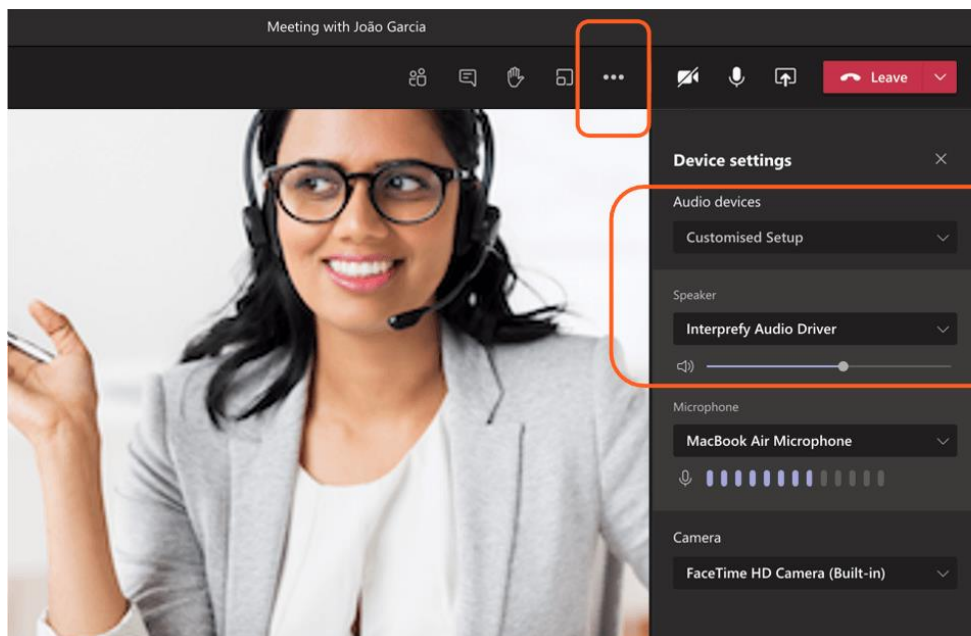 Meeting with João Garcia
Leave
Device settings
Audio devices
Customised Setup
Speaker
Interprefy Audio Driver
Microphone
MacBook Air Microphone
Camera
FaceTime HD Camera (Built-in)